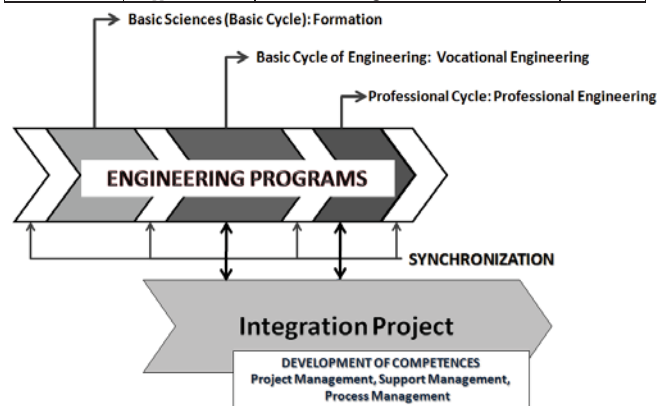 Basic Sciences (Basic Cycle): Formation
Basic Cycle of Engineering: Vocational Engineering
Professional Cycle: Professional Engineering
ENGINEERING PROGRAMS
SYNCHRONIZATION
Integration Project
DEVELOPMENT OF COMPETENCES
Project Management, Support Management,
Process Management